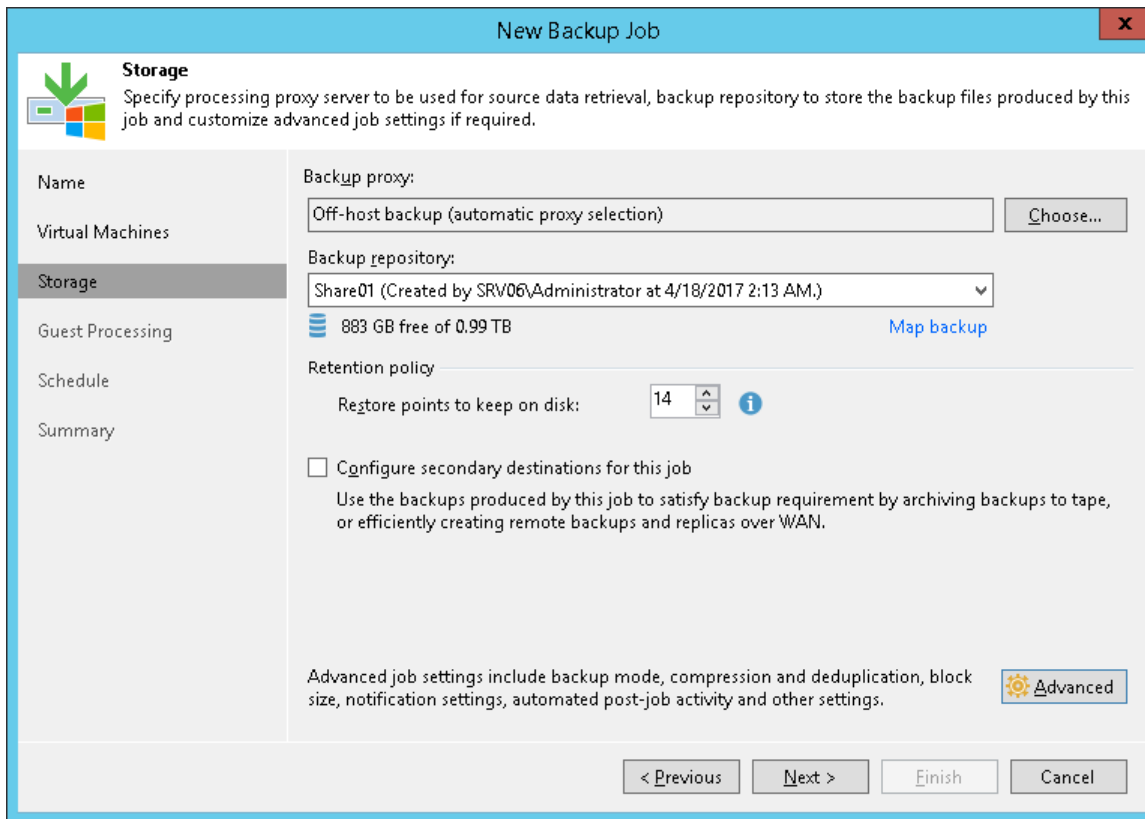 New Backup Job
x
Storage
Specify processing proxy server to be used for source data retrieval, backup repository to store the backup files produced by this
job and customize advanced job settings if required.
Name
Virtual Machines
Storage
Guest Processing
Schedule
Summary
Backup proxy:
Off-host backup (automatic proxy selection)
Choose...
Backup repository:
Share01 (Created by SRV06\Administrator at 4/18/2017 2:13 AM.)
883 GB free of 0.99 TB
Map backup
Retention policy
Restore points to keep on disk:
14
i
Configure secondary destinations for this job
Use the backups produced by this job to satisfy backup requirement by archiving backups to tape,
or efficiently creating remote backups and replicas over WAN.
Advanced job settings include backup mode, compression and deduplication, block
size, notification settings, automated post-job activity and other settings.
Advanced
< Previous
Next >
Finish
Cancel